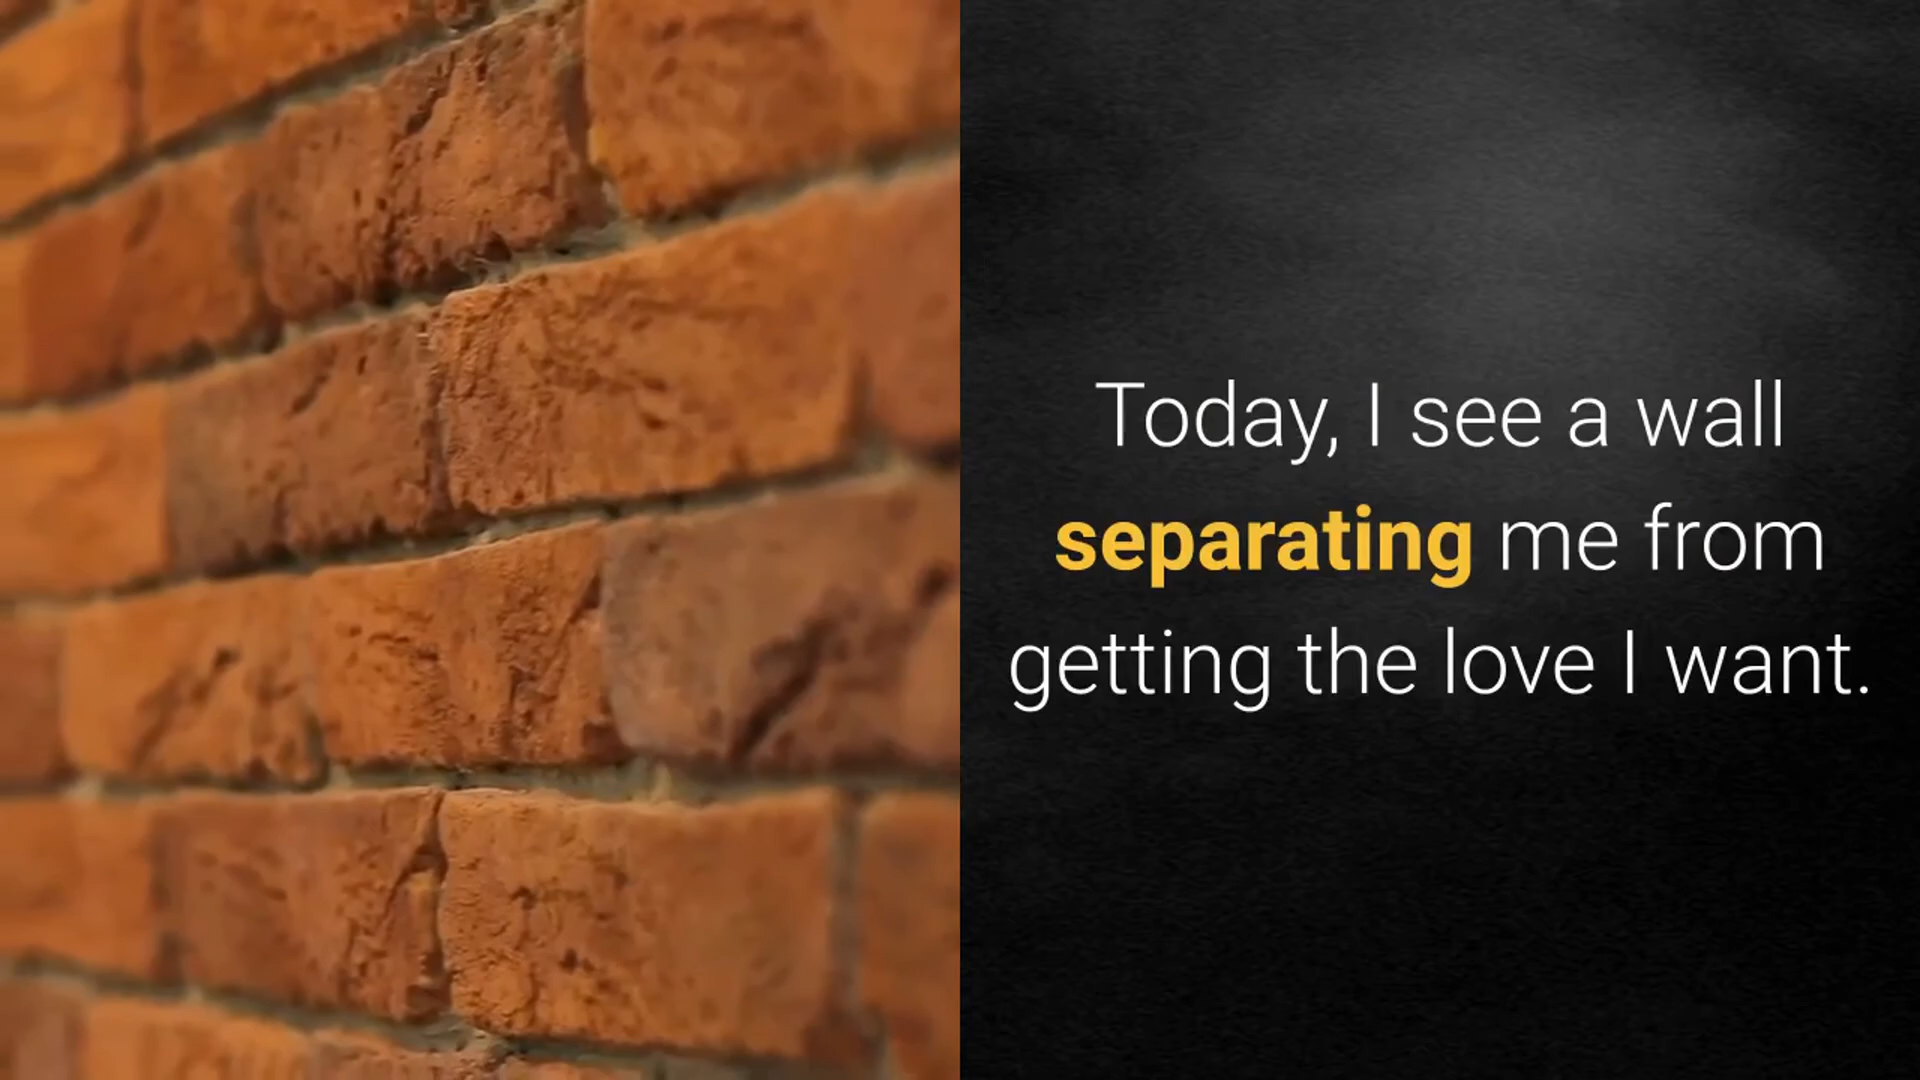 Today, I see a wall
separating me from
getting the love I want.